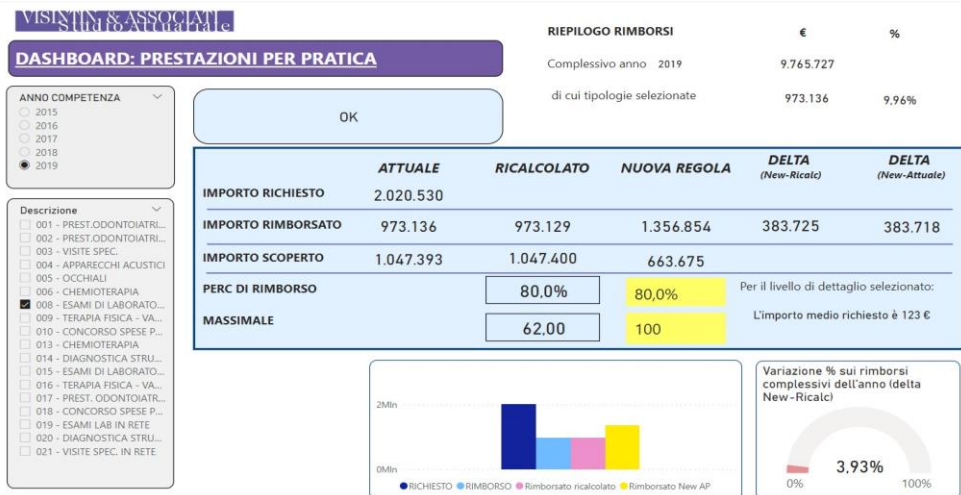 VISINTIN & ASSOCIATI
Studio Attuariale
DASHBOARD: PRESTAZIONI PER PRATICA
RIEPILOGO RIMBORSI € %
Complessivo anno 2019 9.765.727
di cui tipologie selezionate 973.136 9,96%
ANNO COMPETENZA
2015
2016
2017
2018
2019
OK
ATTUALE RICALCOLATO NUOVA REGOLA DELTA (New-Ricalc) DELTA (New-Attuale)
IMPORTO RICHIESTO 2.020.530
IMPORTO RIMBORSATO 973.136 973.129 1.356.854 383.725 383.718
IMPORTO SCOPERTO 1.047.393 1.047.400 663.675
PERC DI RIMBORSO 80,0% 80,0% Per il livello di dettaglio selezionato:
MASSIMALE 62,00 100 L'importo medio richiesto è 123 €
Descrizione
001 - PREST.ODONTOIATRI...
002 - PREST.ODONTOIATRI...
003 - VISITE SPEC.
004 - APPARECCHI ACUSTICI
005 - OCCHIALI
006 - CHEMIOTERAPIA
008 - ESAMI DI LABORATO...
009 - TERAPIA FISICA - VA...
010 - CONCORSO SPESE P...
013 - CHEMIOTERAPIA
014 - DIAGNOSTICA STRU...
015 - ESAMI DI LABORATO...
016 - TERAPIA FISICA - VA...
017 - PREST. ODONTOIATR...
018 - CONCORSO SPESE P...
019 - ESAMI LAB IN RETE
020 - DIAGNOSTICA STRU...
021 - VISITE SPEC. IN RETE
2Mln
0Mln
RICHIESTO RIMBORSO Rimborsato ricalcolato Rimborsato New AP
Variazione % sui rimborsi
complessivi dell'anno (delta
New-Ricalc)
3,93%
0% 100%